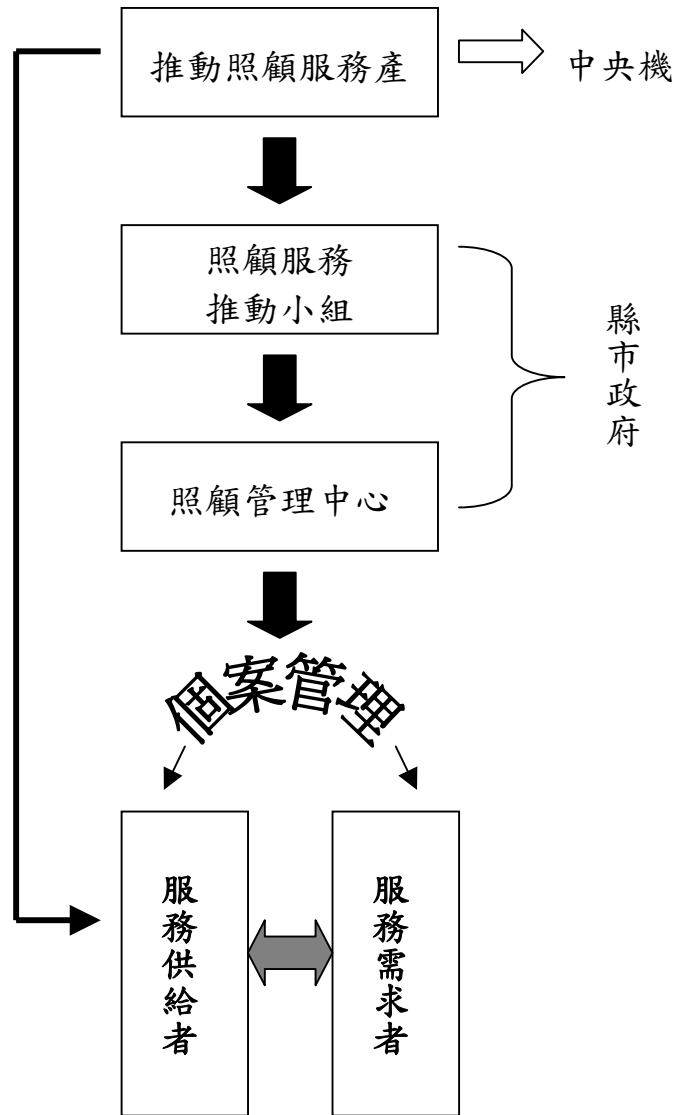 推動照顧服務產
中央機
照顧服務
推動小組
縣市政府
照顧管理中心
個案管理
服務供給者
服務需求者